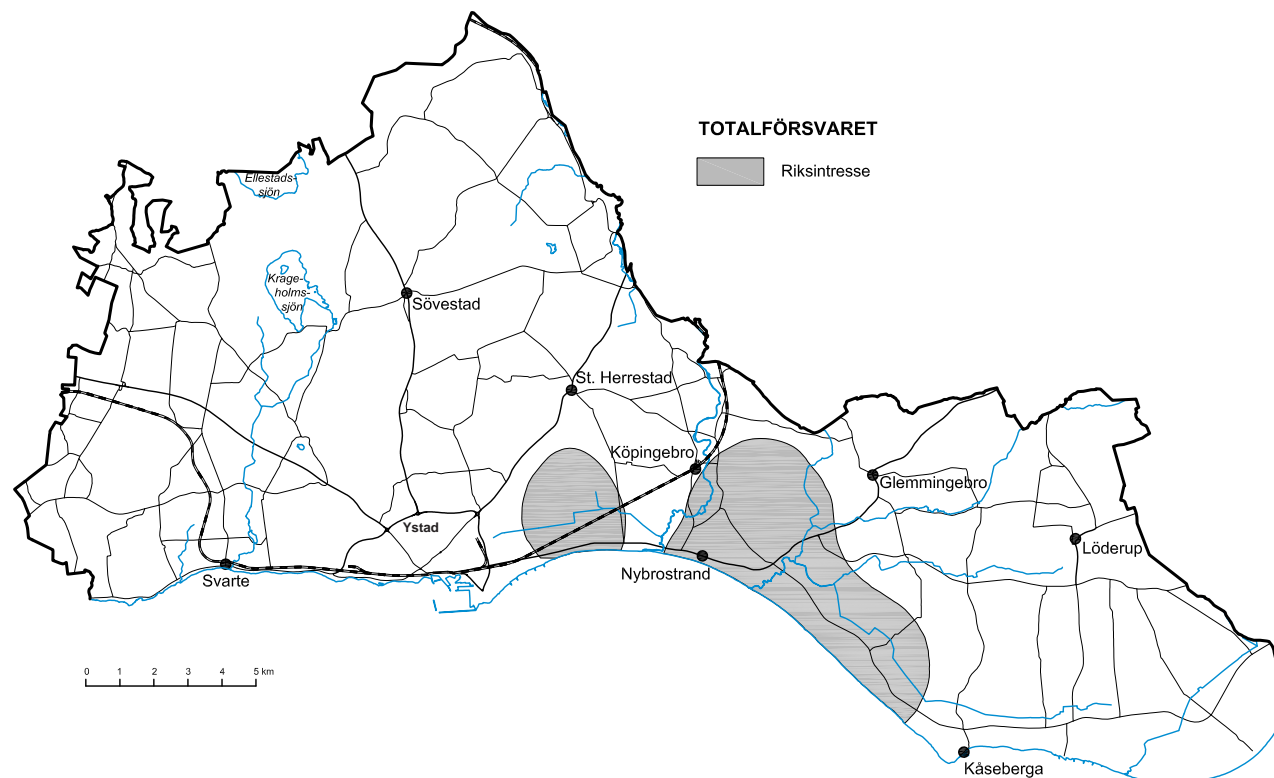 TOTALFÖRSVARET
Riksintresse
Ellestads-
sjön
Krage-
holms-
sjön
Sövestad
St. Herrestad
Köpingebro
Glemmingebro
Ystad
Löderup
Nybrostrand
Svarte
0 1 2 3 4 5 km
Kåseberga